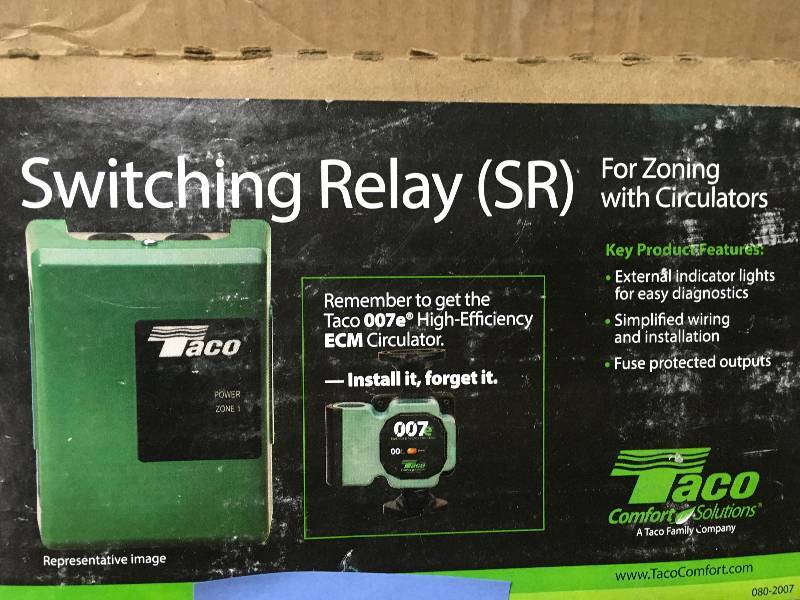 Switching Relay (SR)
For Zoning
with Circulators
Key Product Features:
• External indicator lights
for easy diagnostics
• Simplified wiring
and installation
• Fuse protected outputs
Remember to get the
Taco 007e® High-Efficiency
ECM Circulator.
— Install it, forget it.
Taco
POWER
ZONE 1
007e
Taco
Taco
Comfort Solutions®
A Taco Family Company
Representative image
www.TacoComfort.com
080-2007